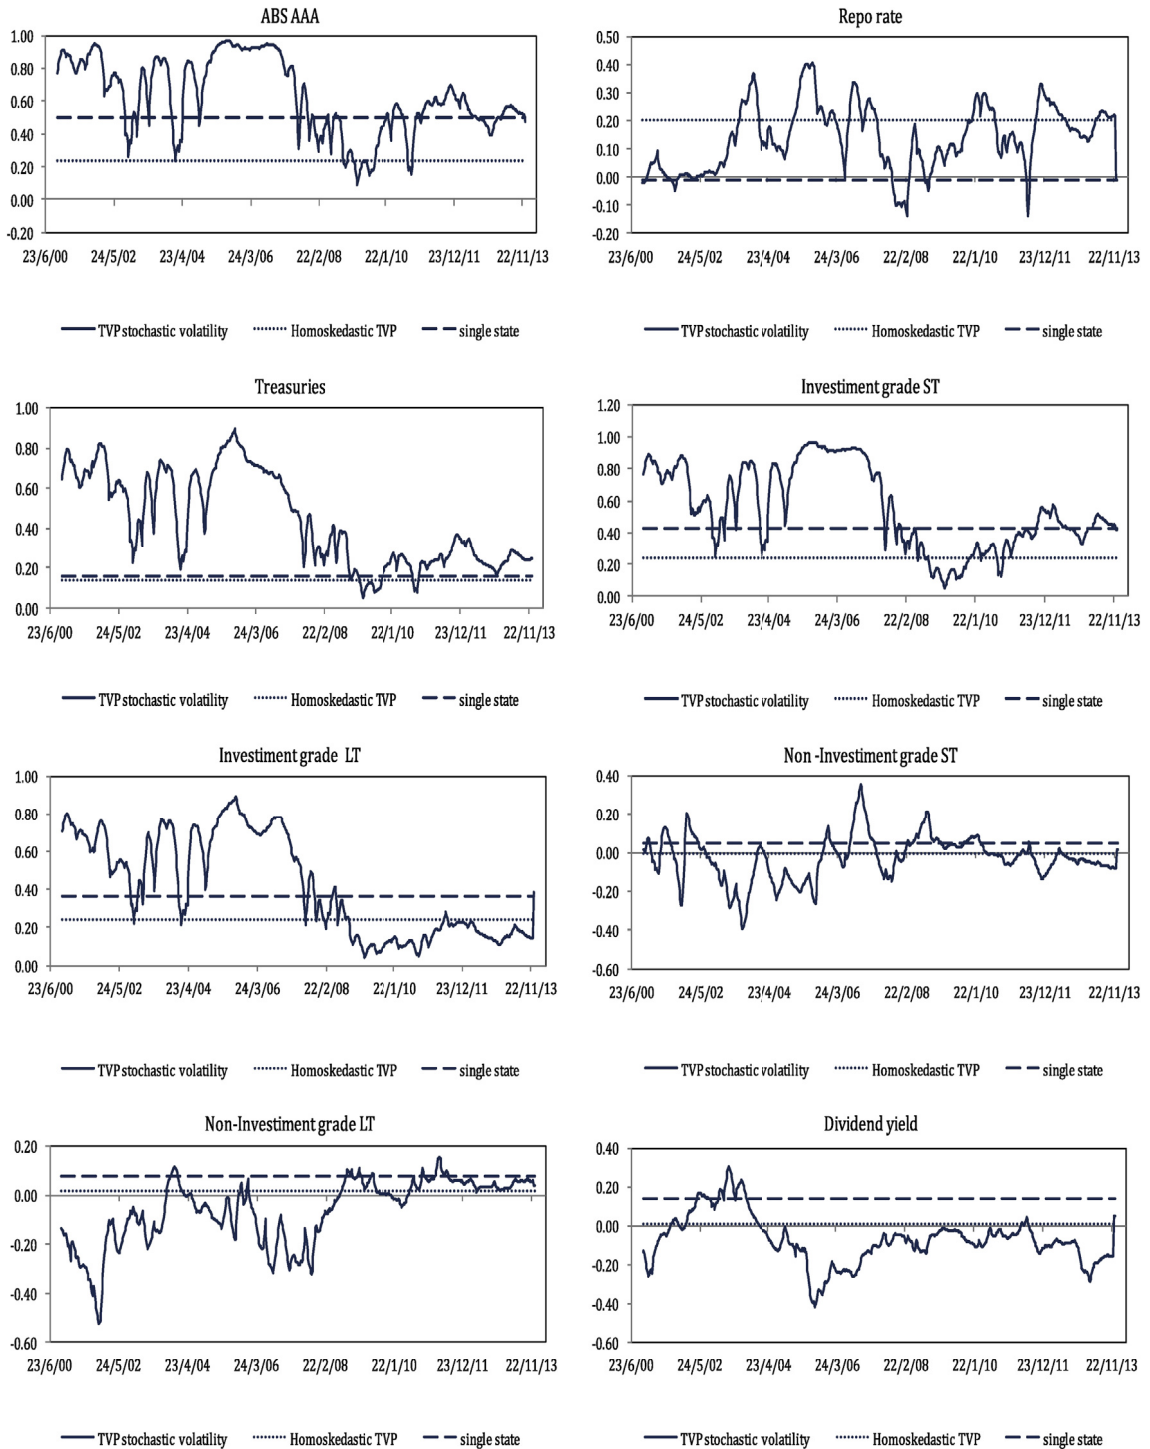 ABS AAA
1.00
0.80
0.60
0.40
0.20
0.00
-0.20
23/6/00 24/5/02 23/4/04 24/3/06 22/2/08 22/1/10 23/12/11 22/11/13
TVP stochastic volatility Homoskedastic TVP single state
Repo rate
0.50
0.40
0.30
0.20
0.10
0.00
-0.10
-0.20
23/6/00 24/5/02 23/4/04 24/3/06 22/2/08 22/1/10 23/12/11 22/11/13
TVP stochastic volatility Homoskedastic TVP single state
Treasuries
1.00
0.80
0.60
0.40
0.20
0.00
23/6/00 24/5/02 23/4/04 24/3/06 22/2/08 22/1/10 23/12/11 22/11/13
TVP stochastic volatility Homoskedastic TVP single state
Investiment grade ST
1.20
1.00
0.80
0.60
0.40
0.20
0.00
23/6/00 24/5/02 23/4/04 24/3/06 22/2/08 22/1/10 23/12/11 22/11/13
TVP stochastic volatility Homoskedastic TVP single state
Investiment grade LT
1.00
0.80
0.60
0.40
0.20
0.00
23/6/00 24/5/02 23/4/04 24/3/06 22/2/08 22/1/10 23/12/11 22/11/13
TVP stochastic volatility Homoskedastic TVP single state
Non -Investiment grade ST
0.40
0.20
0.00
-0.20
-0.40
-0.60
23/6/00 24/5/02 23/4/04 24/3/06 22/2/08 22/1/10 23/12/11 22/11/13
TVP stochastic volatility Homoskedastic TVP single state
Non-Investiment grade LT
0.20
0.00
-0.20
-0.40
-0.60
23/6/00 24/5/02 23/4/04 24/3/06 22/2/08 22/1/10 23/12/11 22/11/13
TVP stochastic volatility Homoskedastic TVP single state
Dividend yield
0.40
0.20
0.00
-0.20
-0.40
-0.60
23/6/00 24/5/02 23/4/04 24/3/06 22/2/08 22/1/10 23/12/11 22/11/13
TVP stochastic volatility Homoskedastic TVP single state